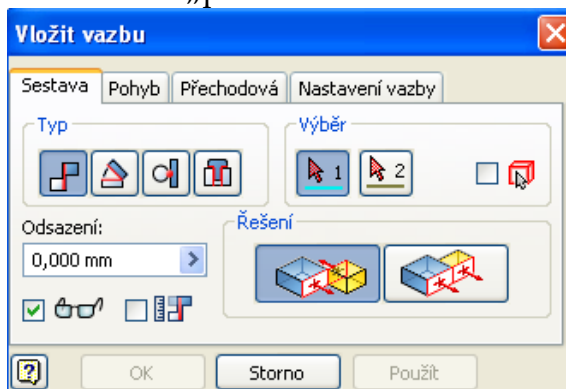 „p
Vložit vazbu
Sestava Pohyb Přechodová Nastavení vazby
Typ Výběr
1 2
Odsazení: Řešení
0,000 mm
OK Storno Použít